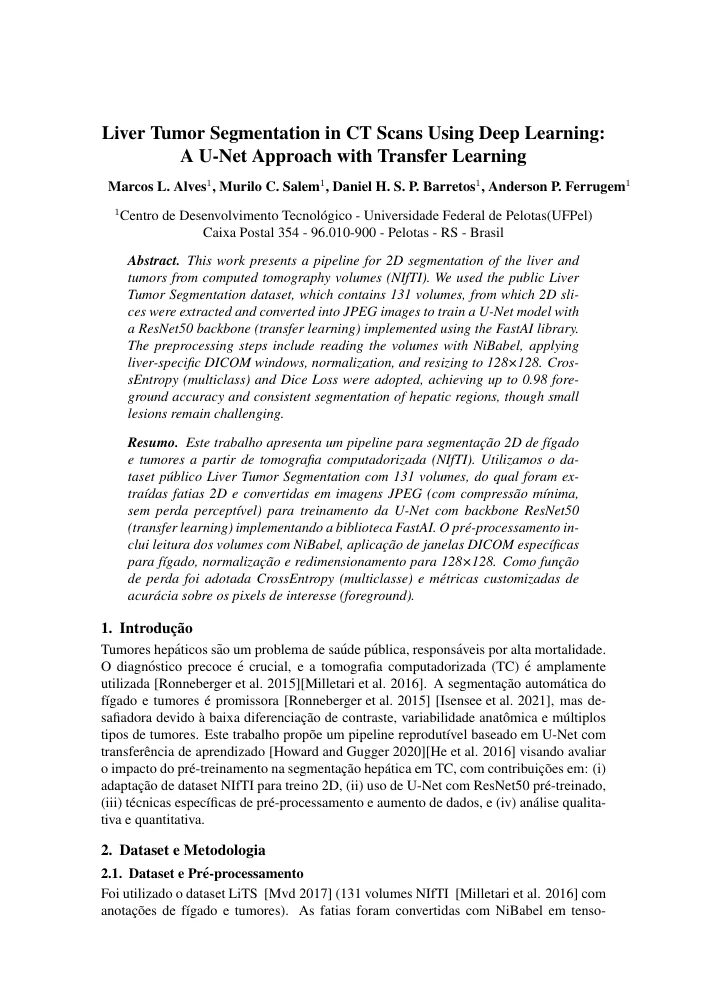 Liver Tumor Segmentation in CT Scans Using Deep Learning:
A U-Net Approach with Transfer Learning
Marcos L. Alves¹, Murilo C. Salem¹, Daniel H. S. P. Barretos¹, Anderson P. Ferrugem¹
¹Centro de Desenvolvimento Tecnológico - Universidade Federal de Pelotas(UFPel)
Caixa Postal 354 - 96.010-900 - Pelotas - RS - Brasil
Abstract. This work presents a pipeline for 2D segmentation of the liver and
tumors from computed tomography volumes (NIfTI). We used the public Liver
Tumor Segmentation dataset, which contains 131 volumes, from which 2D sli-
ces were extracted and converted into JPEG images to train a U-Net model with
a ResNet50 backbone (transfer learning) implemented using the FastAI library.
The preprocessing steps include reading the volumes with NiBabel, applying
liver-specific DICOM windows, normalization, and resizing to 128×128. Cros-
sEntropy (multiclass) and Dice Loss were adopted, achieving up to 0.98 fore-
ground accuracy and consistent segmentation of hepatic regions, though small
lesions remain challenging.
Resumo. Este trabalho apresenta um pipeline para segmentação 2D de fígado
e tumores a partir de tomografia computadorizada (NIfTI). Utilizamos o da-
taset público Liver Tumor Segmentation com 131 volumes, do qual foram ex-
traídas fatias 2D e convertidas em imagens JPEG (com compressão mínima,
sem perda perceptível) para treinamento da U-Net com backbone ResNet50
(transfer learning) implementando a biblioteca FastAI. O pré-processamento in-
clui leitura dos volumes com NiBabel, aplicação de janelas DICOM específicas
para fígado, normalização e redimensionamento para 128×128. Como função
de perda foi adotada CrossEntropy (multiclasse) e métricas customizadas de
acurácia sobre os pixels de interesse (foreground).
1. Introdução
Tumores hepáticos são um problema de saúde pública, responsáveis por alta mortalidade.
O diagnóstico precoce é crucial, e a tomografia computadorizada (TC) é amplamente
utilizada [Ronneberger et al. 2015][Milletari et al. 2016]. A segmentação automática do
fígado e tumores é promissora [Ronneberger et al. 2015] [Isensee et al. 2021], mas de-
safiadora devido à baixa diferenciação de contraste, variabilidade anatômica e múltiplos
tipos de tumores. Este trabalho propõe um pipeline reprodutível baseado em U-Net com
transferência de aprendizado [Howard and Gugger 2020][He et al. 2016] visando avaliar
o impacto do pré-treinamento na segmentação hepática em TC, com contribuições em: (i)
adaptação de dataset NIfTI para treino 2D, (ii) uso de U-Net com ResNet50 pré-treinado,
(iii) técnicas específicas de pré-processamento e aumento de dados, e (iv) análise qualita-
tiva e quantitativa.
2. Dataset e Metodologia
2.1. Dataset e Pré-processamento
Foi utilizado o dataset LiTS [Mvd 2017] (131 volumes NIfTI [Milletari et al. 2016] com
anotações de fígado e tumores). As fatias foram convertidas com NiBabel em tenso-